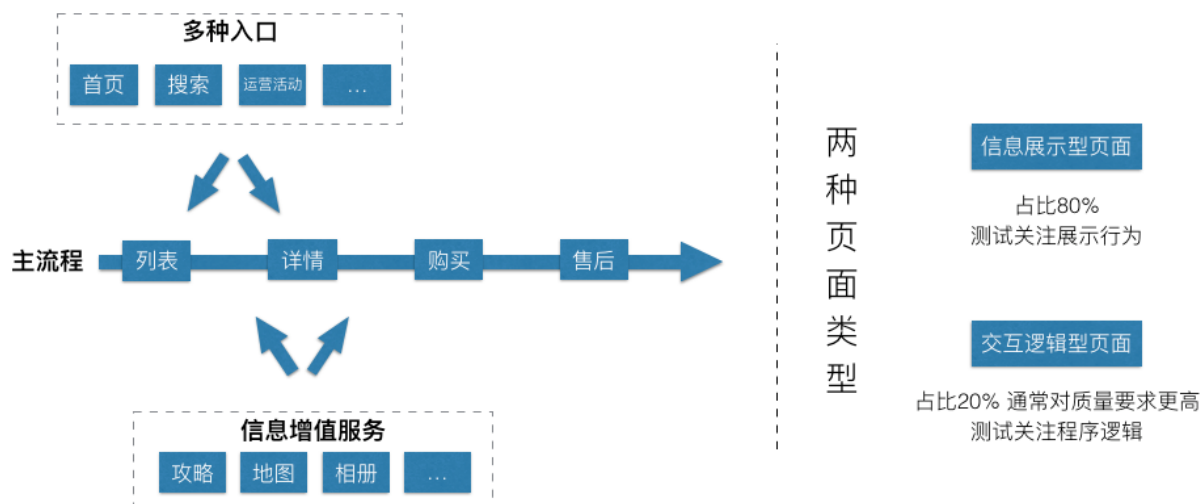 多种入口
首页
搜索
运营活动
...
主流程
列表
详情
购买
售后
信息增值服务
攻略
地图
相册
...
两种页面类型
信息展示型页面
占比80%
测试关注展示行为
交互逻辑型页面
占比20% 通常对质量要求更高
测试关注程序逻辑